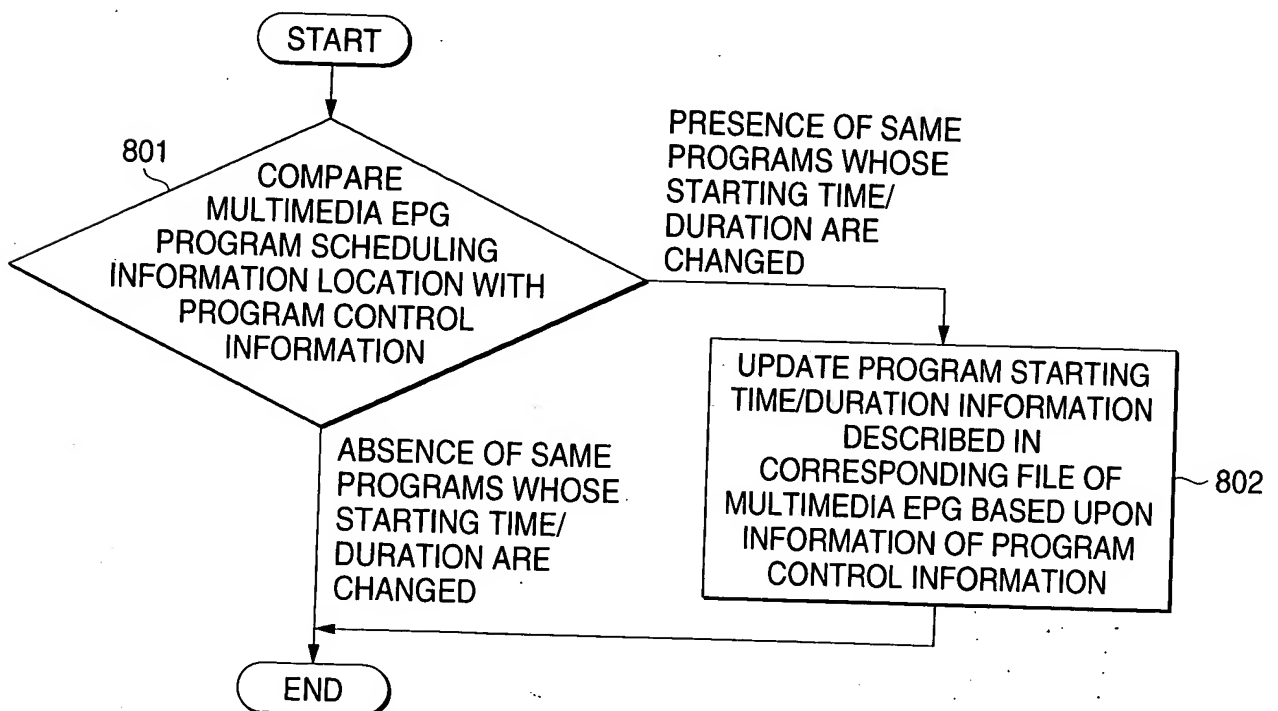 START
801
COMPARE
MULTIMEDIA EPG
PROGRAM SCHEDULING
INFORMATION LOCATION WITH
PROGRAM CONTROL
INFORMATION
PRESENCE OF SAME
PROGRAMS WHOSE
STARTING TIME/
DURATION ARE
CHANGED
UPDATE PROGRAM STARTING
TIME/DURATION INFORMATION
DESCRIBED IN
CORRESPONDING FILE OF
MULTIMEDIA EPG BASED UPON
INFORMATION OF PROGRAM
CONTROL INFORMATION
802
ABSENCE OF SAME
PROGRAMS WHOSE
STARTING TIME/
DURATION ARE
CHANGED
END